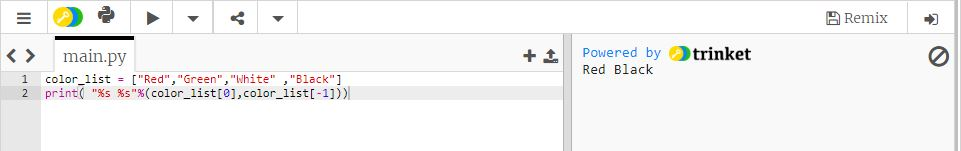 Remix
main.py
1 color_list = ["Red","Green","White" ,"Black"]
2 print( "%s %s"%(color_list[0],color_list[-1]))
Powered by trinket
Red Black